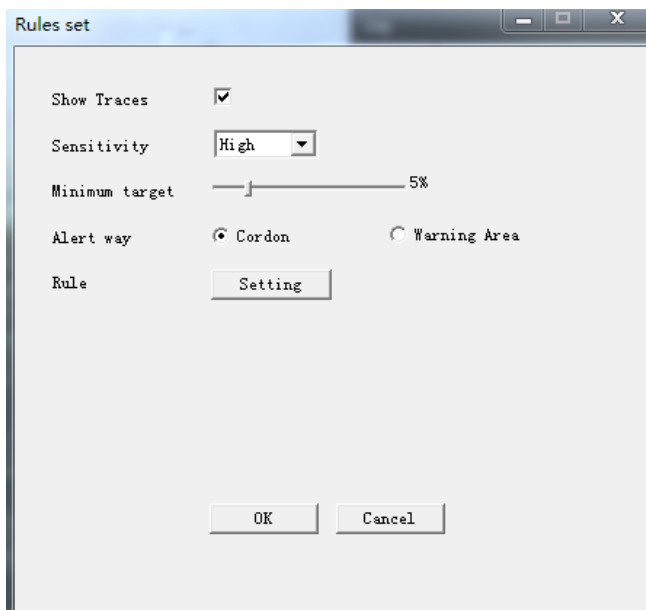 Rules set
Show Traces
Sensitivity High
Minimum target 5%
Alert way Cordon Warning Area
Rule Setting
OK Cancel